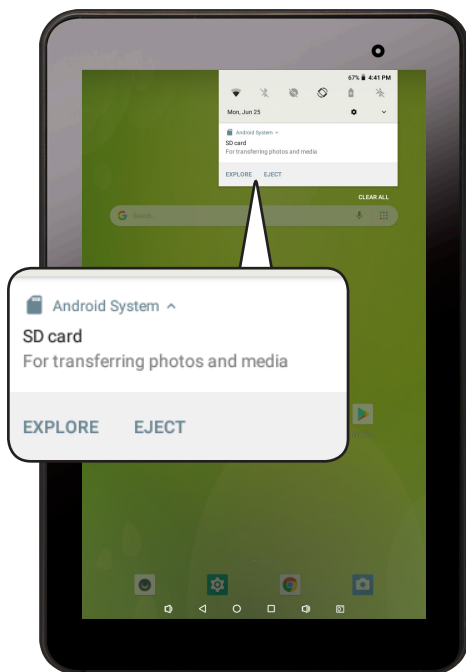 67% 4:41 PM
Mon, Jun 25
Android System
SD card
For transferring photos and media
EXPLORE EJECT
CLEAR ALL
G Search...
Android System
SD card
For transferring photos and media
EXPLORE EJECT